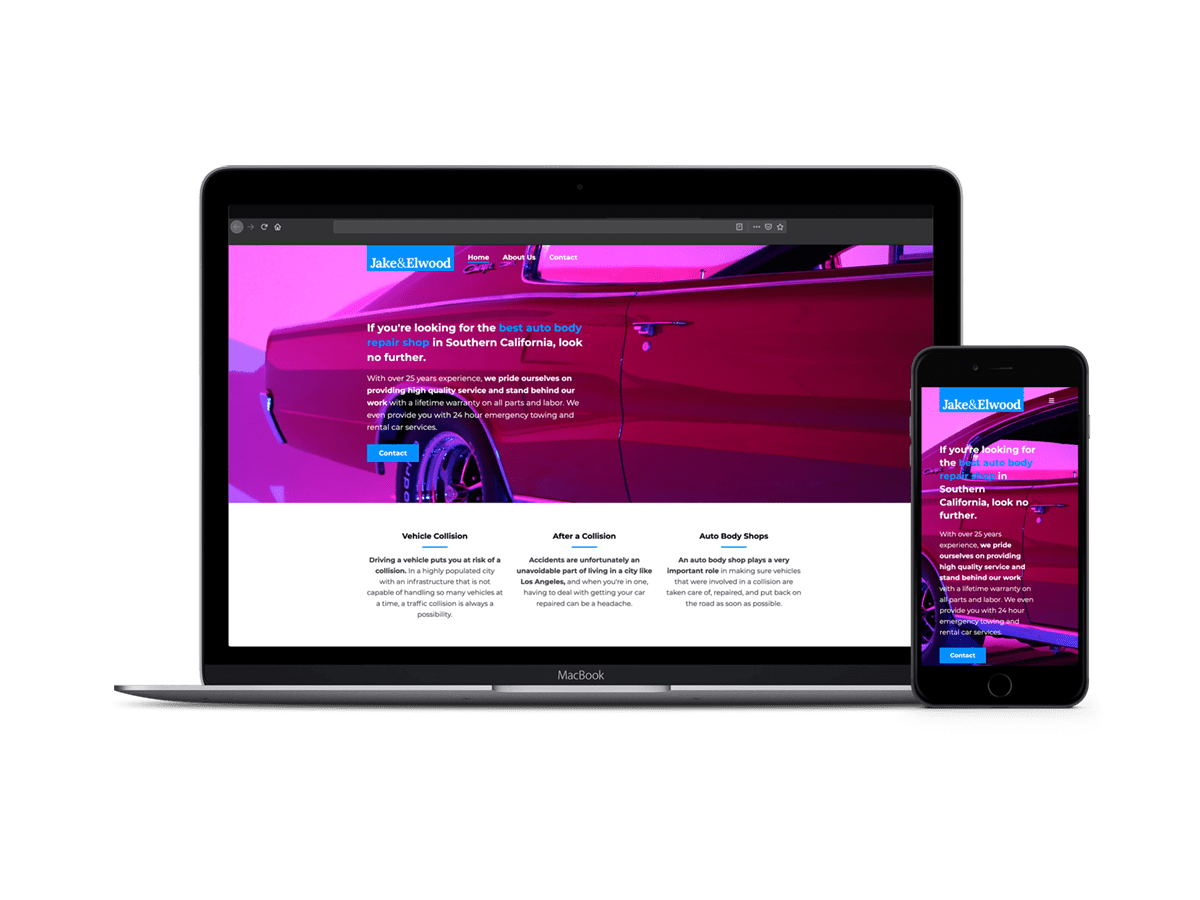 Jake&Elwood
Home About Us Contact
If you're looking for the best auto body
repair shop in Southern California, look
no further.
With over 25 years experience, we pride ourselves on
providing high quality service and stand behind our
work with a lifetime warranty on all parts and labor. We
even provide you with 24 hour emergency towing and
rental car services.
Contact
Vehicle Collision
Driving a vehicle puts you at risk of a
collision. In a highly populated city
with an infrastructure that is not
capable of handling so many vehicles at
a time, a traffic collision is always a
possibility.
After a Collision
Accidents are unfortunately an
unavoidable part of living in a city like
Los Angeles, and when you're in one,
having to deal with getting your car
repaired can be a headache.
Auto Body Shops
An auto body shop plays a very
important role in making sure vehicles
that were involved in a collision are
taken care of, repaired, and put back on
the road as soon as possible.
MacBook
Jake&Elwood
If you're looking for
the best auto body
repair shop in
Southern
California, look no
further.
With over 25 years
experience, we pride
ourselves on providing
high quality service and
stand behind our work
with a lifetime warranty on
all parts and labor. We even
provide you with 24 hour
emergency towing and
rental car services.
Contact